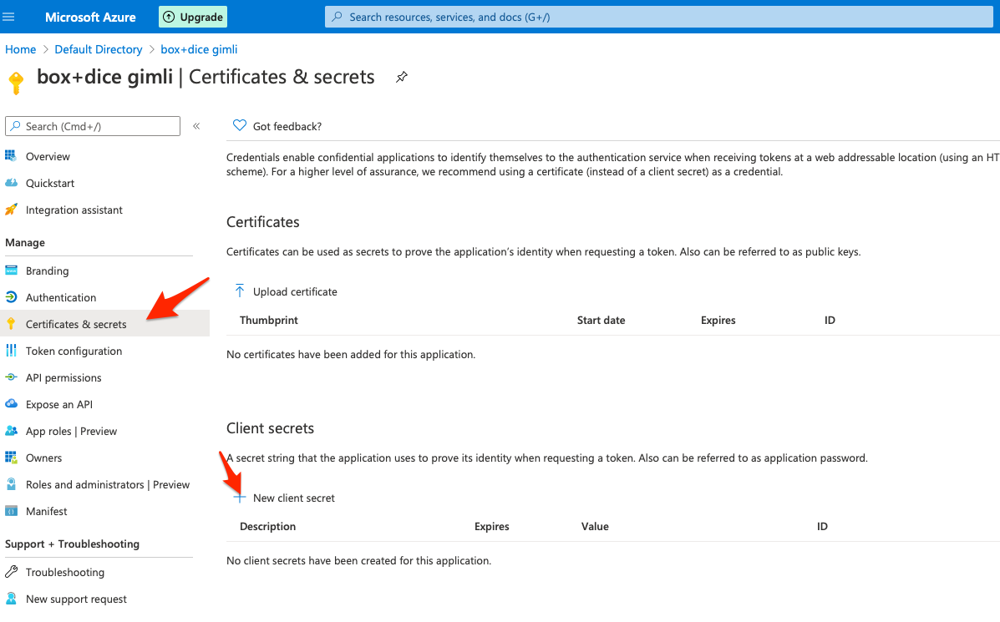 Microsoft Azure
Upgrade
Search resources, services, and docs (G+/)
Home > Default Directory > box+dice gimli
box+dice gimli | Certificates & secrets
Search (Cmd+/)
«
Overview
Quickstart
Integration assistant
Manage
Branding
Authentication
Certificates & secrets
Token configuration
API permissions
Expose an API
App roles | Preview
Owners
Roles and administrators | Preview
Manifest
Support + Troubleshooting
Troubleshooting
New support request
Got feedback?
Credentials enable confidential applications to identify themselves to the authentication service when receiving tokens at a web addressable location (using an HT
scheme). For a higher level of assurance, we recommend using a certificate (instead of a client secret) as a credential.
Certificates
Certificates can be used as secrets to prove the application's identity when requesting a token. Also can be referred to as public keys.
Upload certificate
Thumbprint Start date Expires ID
No certificates have been added for this application.
Client secrets
A secret string that the application uses to prove its identity when requesting a token. Also can be referred to as application password.
New client secret
Description Expires Value ID
No client secrets have been created for this application.